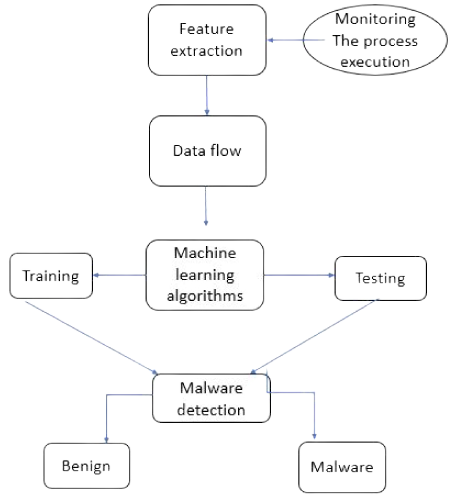 Feature
extraction
Monitoring
The process
execution
Data flow
Machine
learning
algorithms
Training
Testing
Malware
detection
Benign
Malware